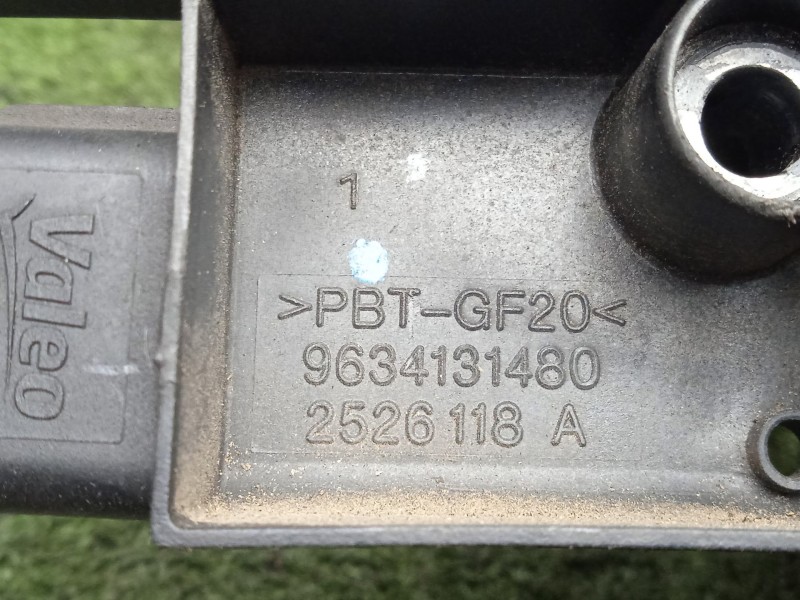 Valeo
1
>PBT-GF20<
9634131480
2526118 A